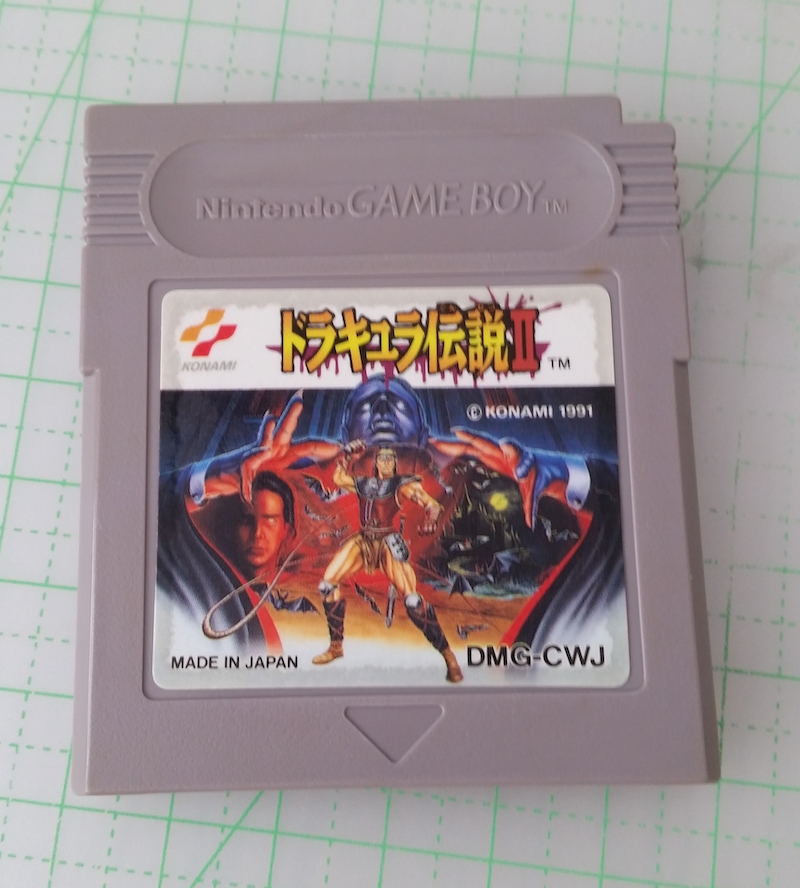 Nintendo GAME BOY TM
KONAMI
ドラキュラ伝説II TM
© KONAMI 1991
MADE IN JAPAN
DMG-CWJ